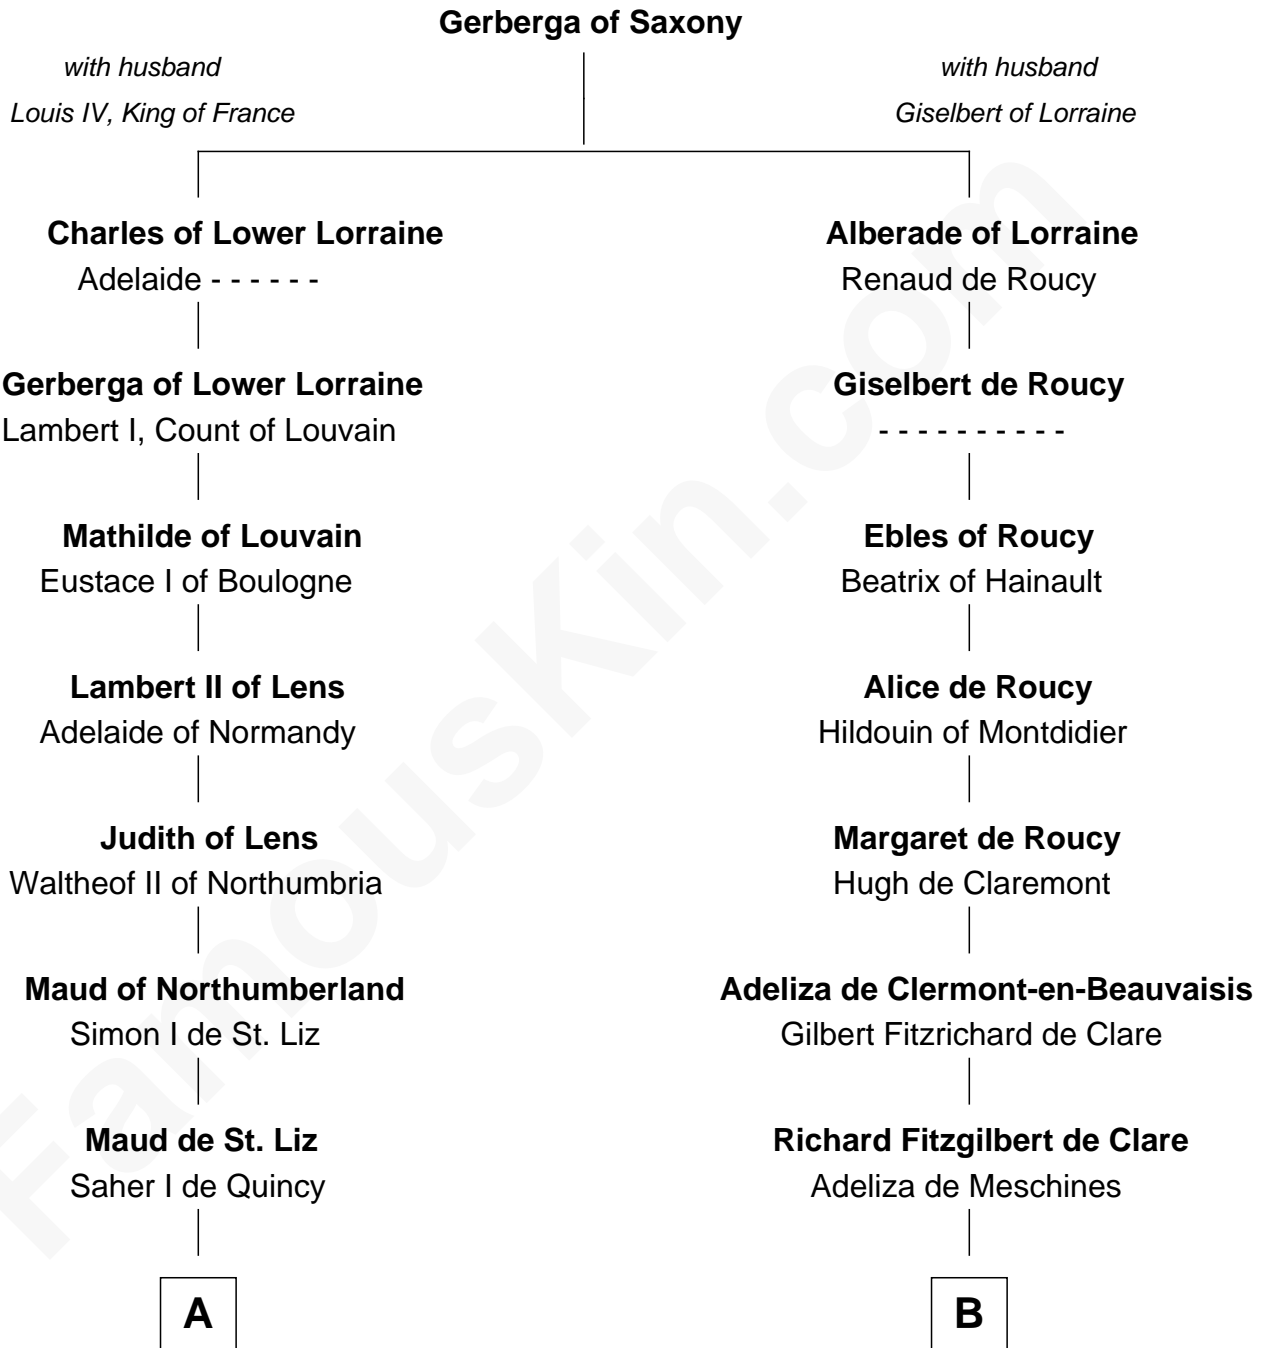 Gerberga of Saxony
with husband
Louis IV, King of France
with husband
Giselbert of Lorraine
Charles of Lower Lorraine
Adelaide - - - - - -
Alberade of Lorraine
Renaud de Roucy
Gerberga of Lower Lorraine
Lambert I, Count of Louvain
Giselbert de Roucy
- - - - - - - - - -
Mathilde of Louvain
Eustace I of Boulogne
Ebles of Roucy
Beatrix of Hainault
Lambert II of Lens
Adelaide of Normandy
Alice de Roucy
Hildouin of Montdidier
Judith of Lens
Waltheof II of Northumbria
Margaret de Roucy
Hugh de Claremont
Maud of Northumberland
Simon I de St. Liz
Adeliza de Clermont-en-Beauvaisis
Gilbert Fitzrichard de Clare
Maud de St. Liz
Saher I de Quincy
Richard Fitzgilbert de Clare
Adeliza de Meschines
A
B
FamousKin.com